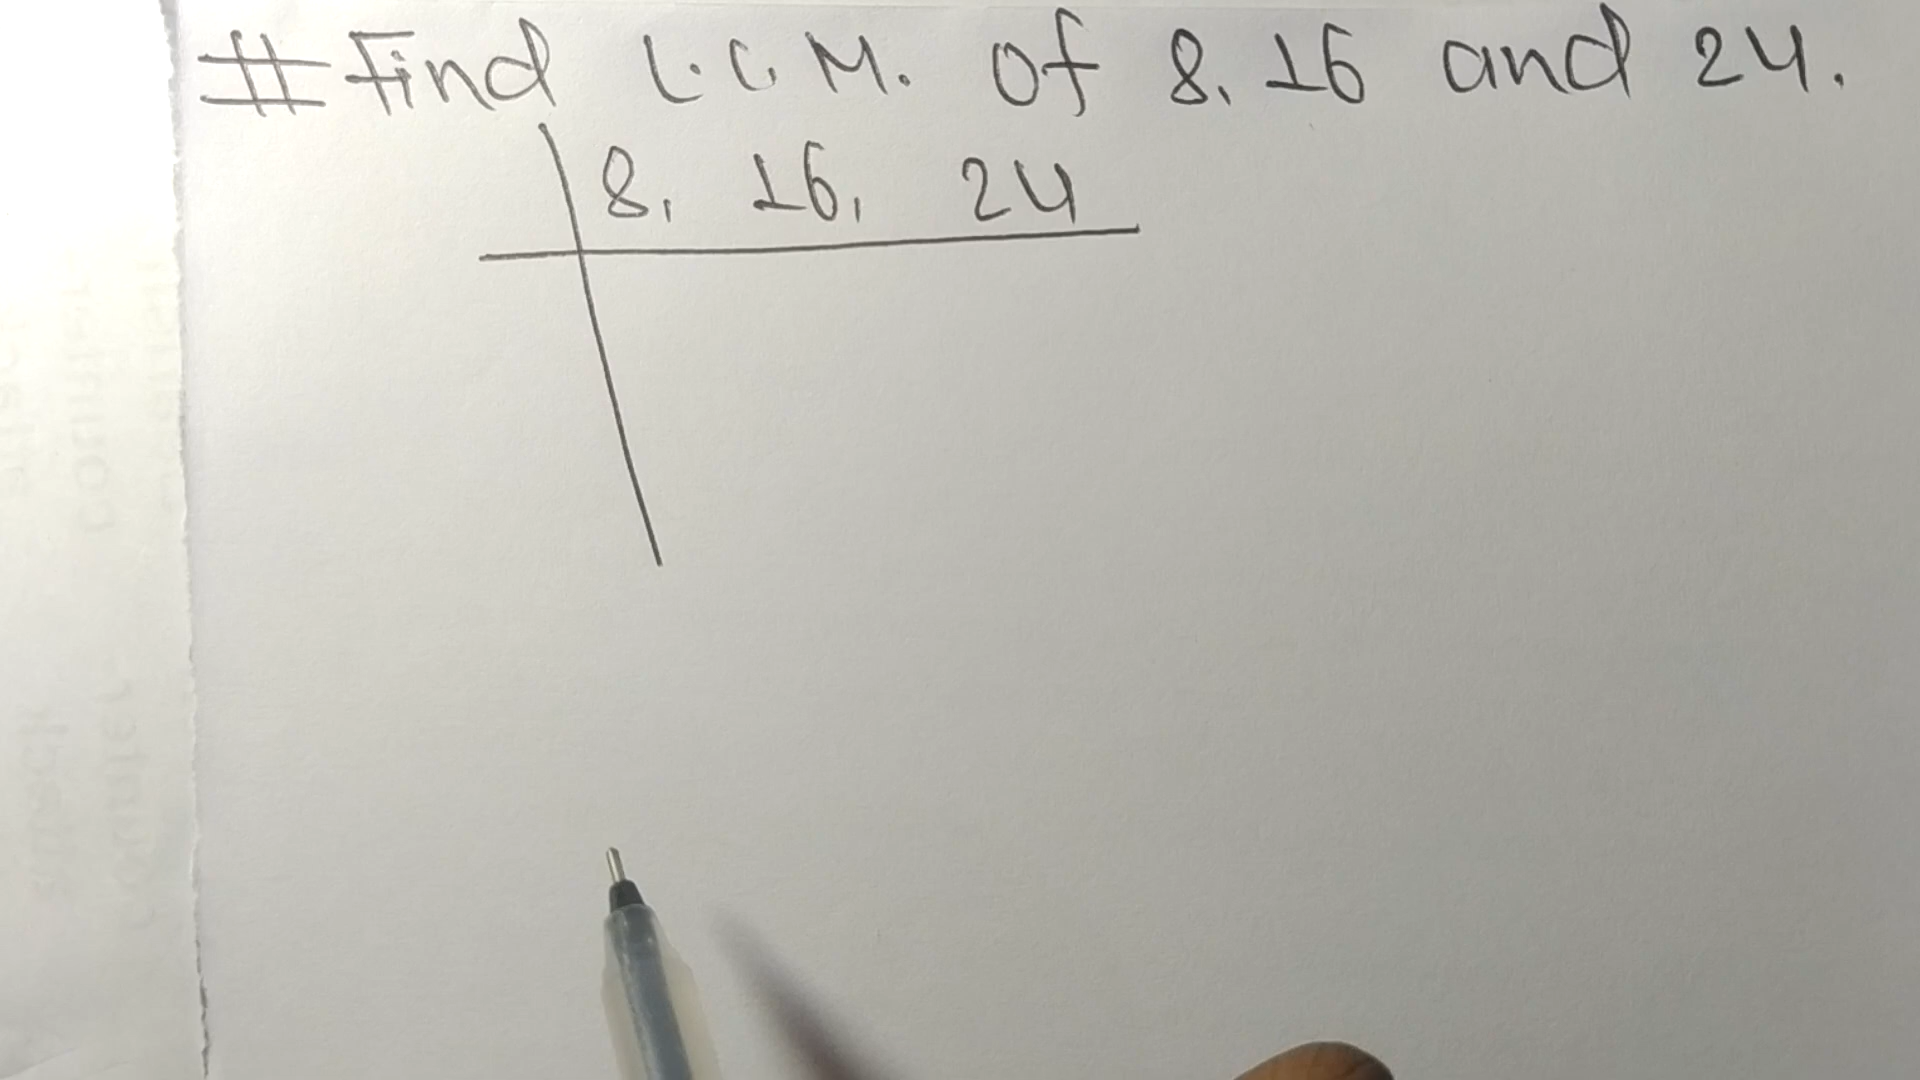 # Find L.C.M. of 8, 16 and 24.
8, 16, 24